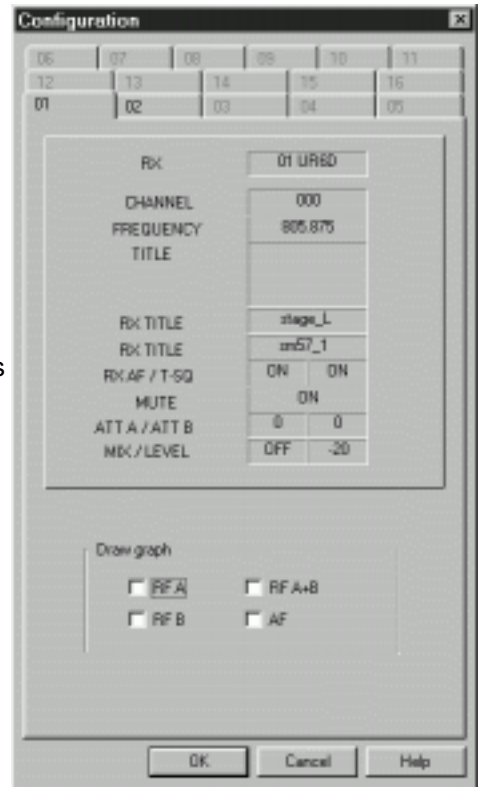 Configuration
06 07 08 09 10 11
12 13 14 15 16
01 02 03 04 05
RX 01 UR6D
CHANNEL 000
FREQUENCY 805.875
TITLE
RX TITLE stage_L
RX TITLE sm57_1
RX AF / T-SQ ON ON
MUTE ON
ATT A / ATT B 0 0
MIX / LEVEL OFF -20
s
Draw graph
RF A RF A+B
RF B AF
OK Cancel Help